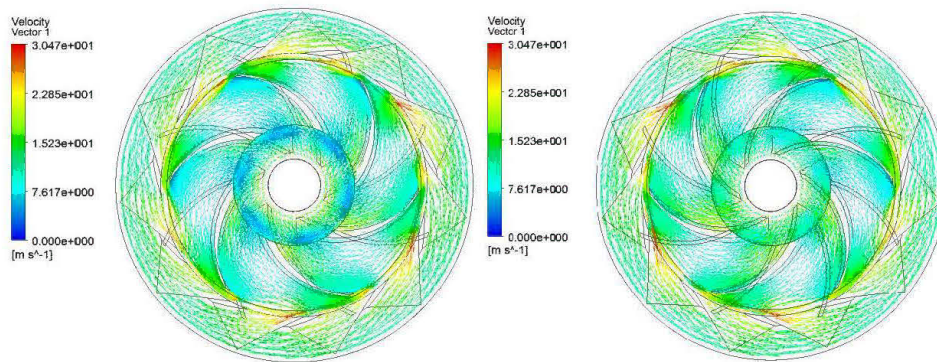 Velocity
Vector 1
3.047e+001
2.285e+001
1.523e+001
7.617e+000
0.000e+000
[m s^-1]
Velocity
Vector 1
3.047e+001
2.285e+001
1.523e+001
7.617e+000
0.000e+000
[m s^-1]